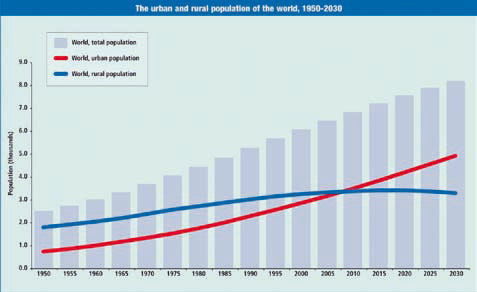 The urban and rural population of the world, 1950-2030
World, total population
World, urban population
World, rural population
Population (thousands)
9.0
8.0
7.0
6.0
5.0
4.0
3.0
2.0
1.0
0.0
1950 1955 1960 1965 1970 1975 1980 1985 1990 1995 2000 2005 2010 2015 2020 2025 2030